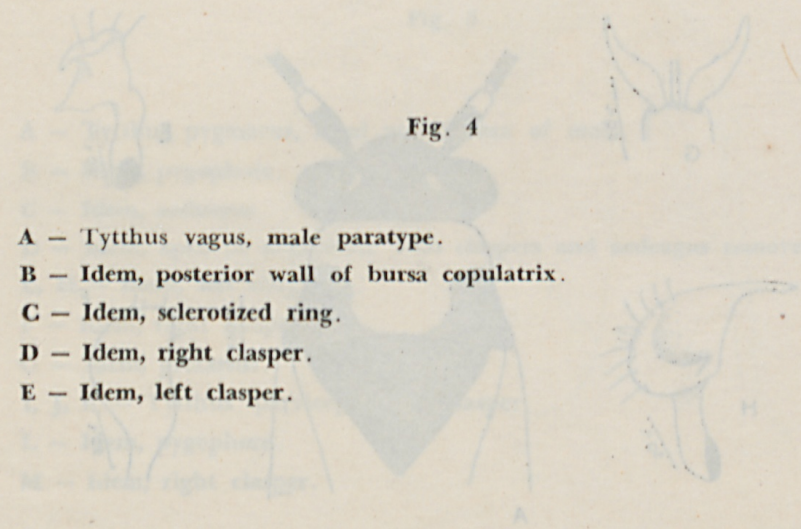 Fig. 4
A — Tytthus vagus, male paratype.
B — Idem, posterior wall of bursa copulatrix.
C — Idem, sclerotized ring.
D — Idem, right clasper.
E — Idem, left clasper.